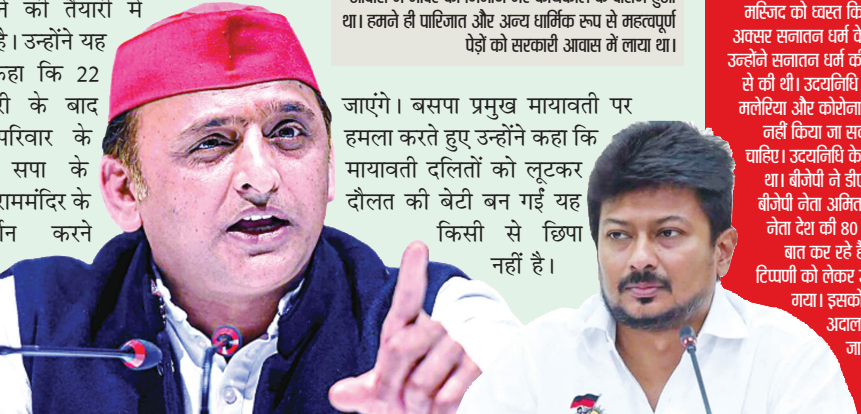 ने की तैयारी में
है। उन्होंने यह
कहा कि 22
री के बाद
परिवार के
सपा के
राममंदिर के
करने
था। हमने ही पारिजात और अन्य धार्मिक रूप से महत्वपूर्ण
पेड़ों को सरकारी आवास में लाया था।
जाएंगे। बसपा प्रमुख मायावती पर
हमला करते हुए उन्होंने कहा कि
मायावती दलितों को लूटकर
दौलत की बेटी बन गईं यह
किसी से छिपा
नहीं है।
मस्जिद को ध्वस्त कि
अक्सर सनातन धर्म के
उन्होंने सनातन धर्म की
से की थी। उदयनिधि
मलेरिया और कोरोना
नहीं किया जा सक
चाहिए। उदयनिधि के
था। बीजेपी ने डीए
बीजेपी नेता अमित
नेता देश की 80
बात कर रहे है
टिप्पणी को लेकर
गया। इसका
अदाल
जा